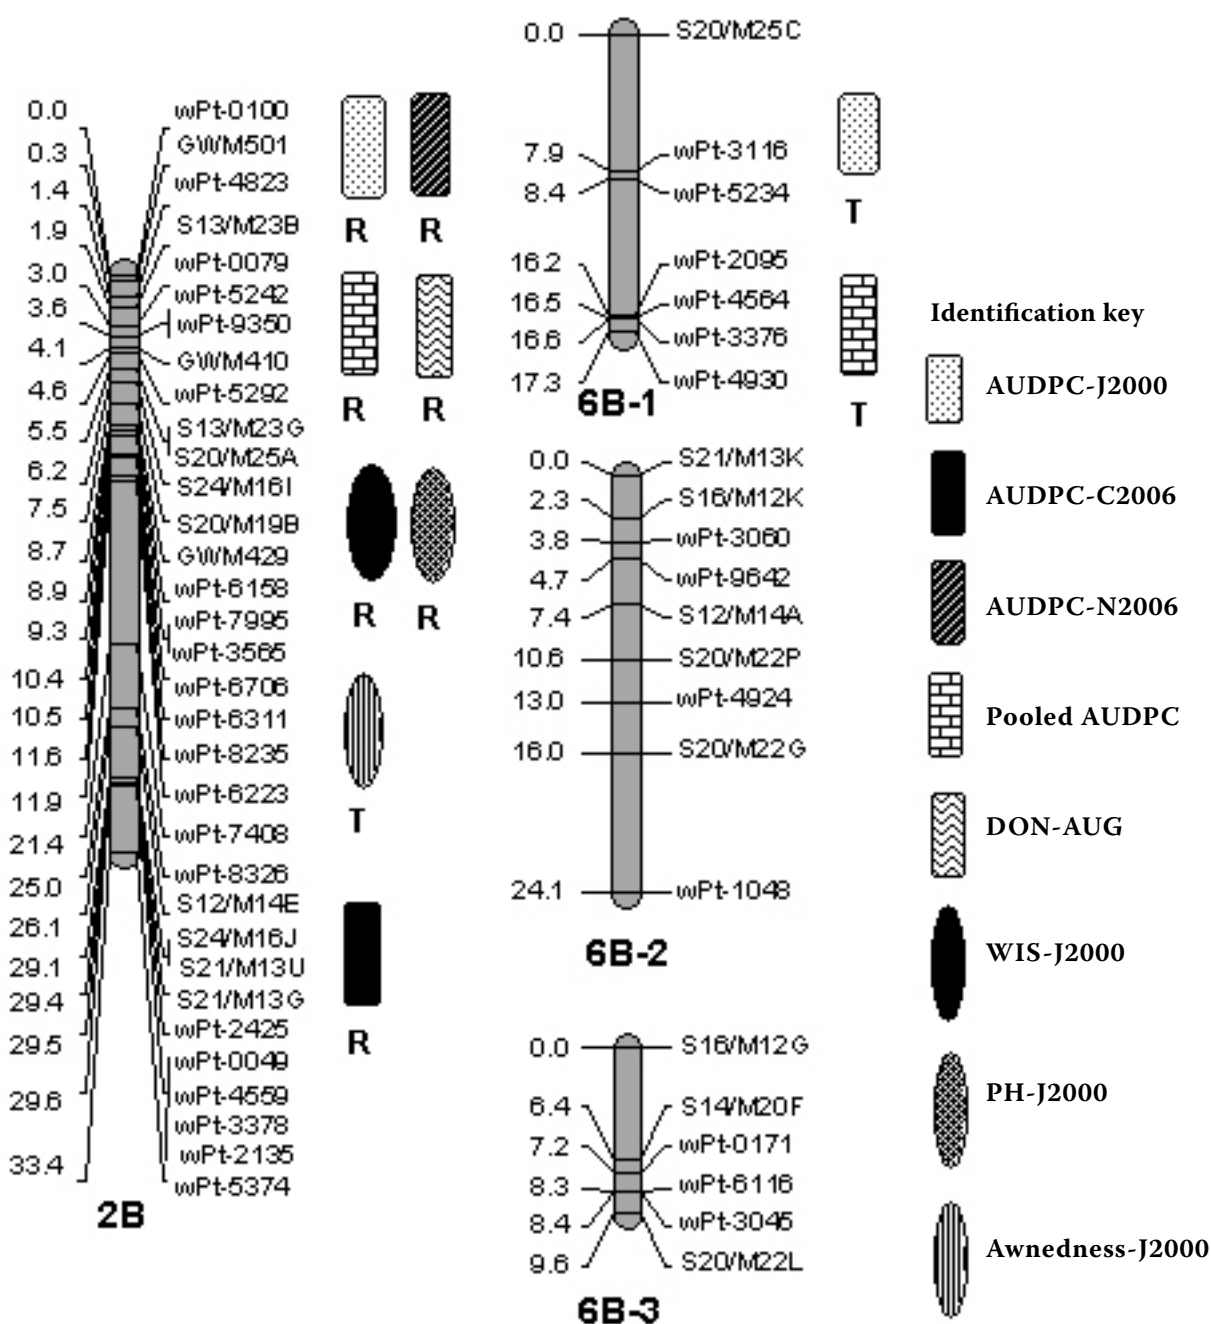 0.0
0.3
1.4
1.9
3.0
3.6
4.1
4.6
5.5
6.2
7.5
8.7
8.9
9.3
10.4
10.5
11.6
11.9
21.4
25.0
26.1
29.1
29.4
29.5
29.6
33.4
wPt-0100
GWM501
wPt-4823
S13/M23B
wPt-0079
wPt-5242
wPt-9350
GWM410
wPt-5292
S13/M23G
S20/M25A
S24/M16I
S20/M19B
GWM429
wPt-6158
wPt-7995
wPt-3565
wPt-6706
wPt-6311
wPt-8235
wPt-6223
wPt-7408
wPt-8326
S12/M14E
S24/M16J
S21/M13U
S21/M13G
wPt-2425
wPt-0049
wPt-4559
wPt-3378
wPt-2135
wPt-5374
2B
R R
R R
R R
T
R
0.0 S20/M25C
7.9 wPt-3116
8.4 wPt-5234
16.2 wPt-2095
16.5 wPt-4564
16.6 wPt-3376
17.3 wPt-4930
6B-1
T
T
0.0 S21/M13K
2.3 S16/M12K
3.8 wPt-3060
4.7 wPt-9642
7.4 S12/M14A
10.6 S20/M22P
13.0 wPt-4924
16.0 S20/M22G
24.1 wPt-1048
6B-2
0.0 S16/M12G
6.4 S14/M20F
7.2 wPt-0171
8.3 wPt-6116
8.4 wPt-3045
9.6 S20/M22L
6B-3
Identification key
AUDPC-J2000
AUDPC-C2006
AUDPC-N2006
Pooled AUDPC
DON-AUG
WIS-J2000
PH-J2000
Awnedness-J2000